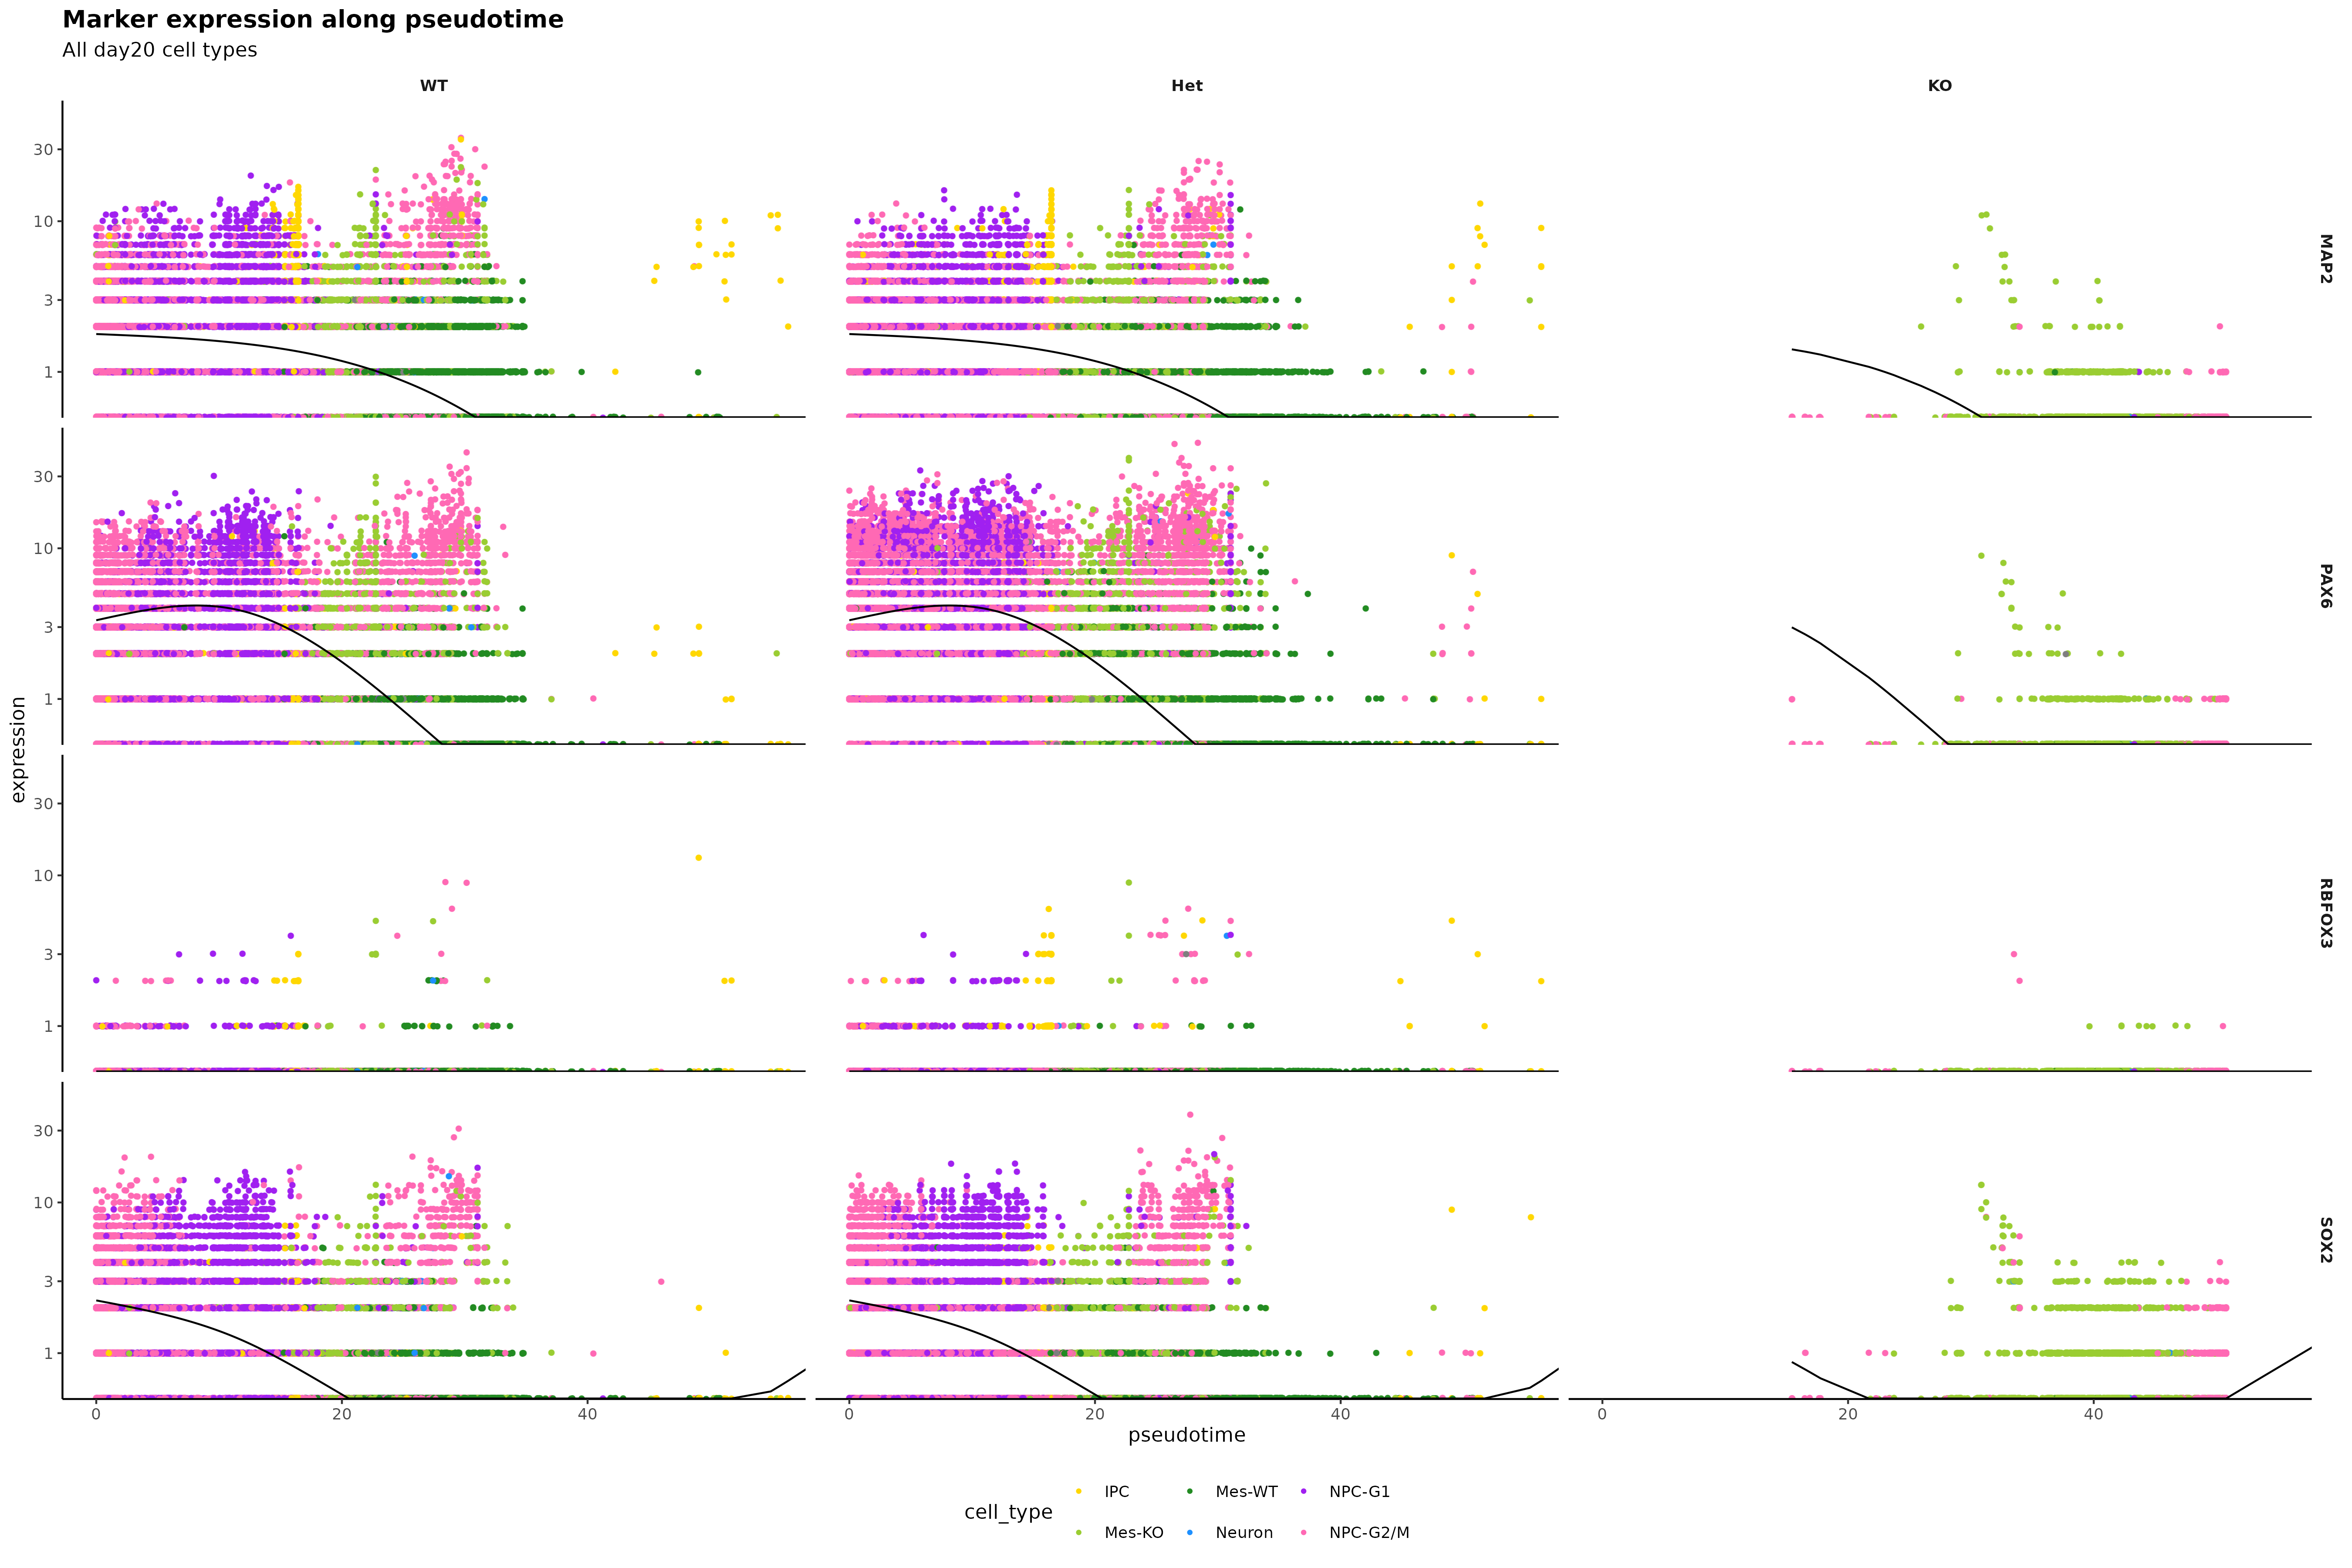 Marker expression along pseudotime
All day20 cell types
WT Het KO
30
10
3
1
MAP2
30
10
3
1
PAX6
expression
30
10
3
1
RBFOX3
30
10
3
1
SOX2
0 20 40 0 20 40 0 20 40
pseudotime
cell_type
IPC Mes-WT NPC-G1
Mes-KO Neuron NPC-G2/M